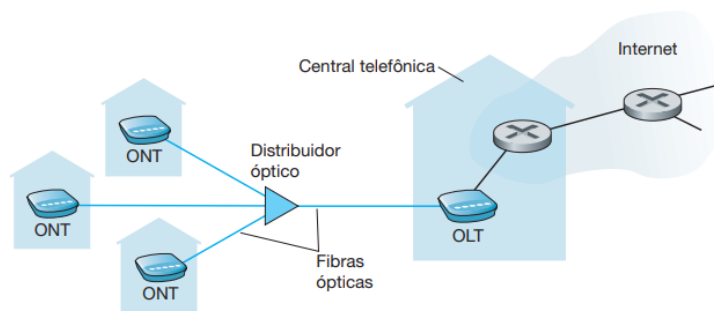 Internet
Central telefônica
ONT
Distribuidor
óptico
ONT
OLT
Fibras
ópticas
ONT